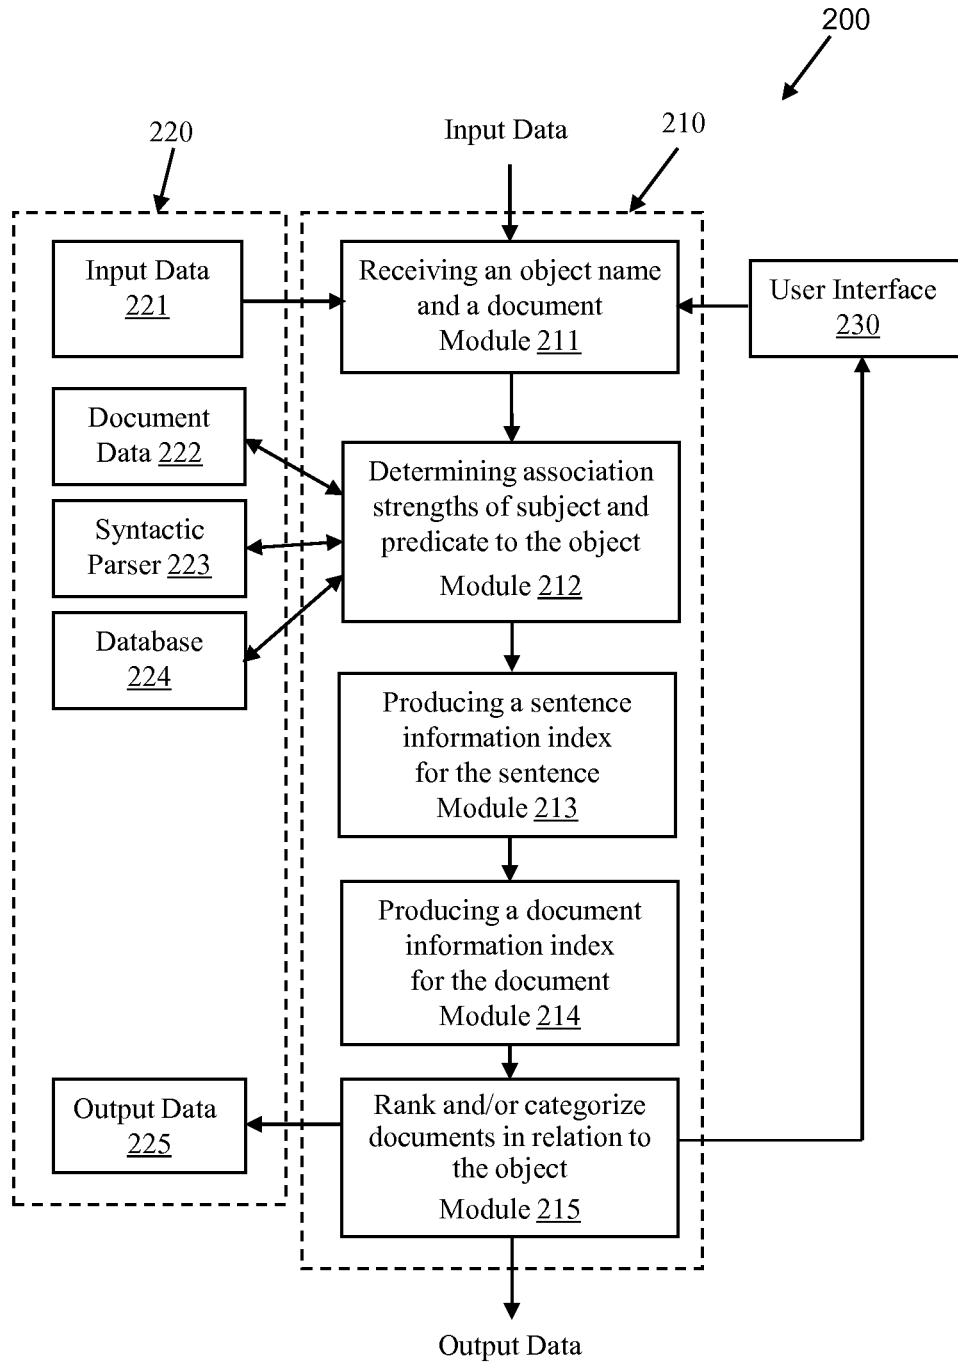 200
220
Input Data
210
Input Data
221
Receiving an object name
and a document
Module 211
User Interface
230
Document
Data 222
Syntactic
Parser 223
Database
224
Determining association
strengths of subject and
predicate to the object
Module 212
Producing a sentence
information index
for the sentence
Module 213
Producing a document
information index
for the document
Module 214
Output Data
225
Rank and/or categorize
documents in relation to
the object
Module 215
Output Data